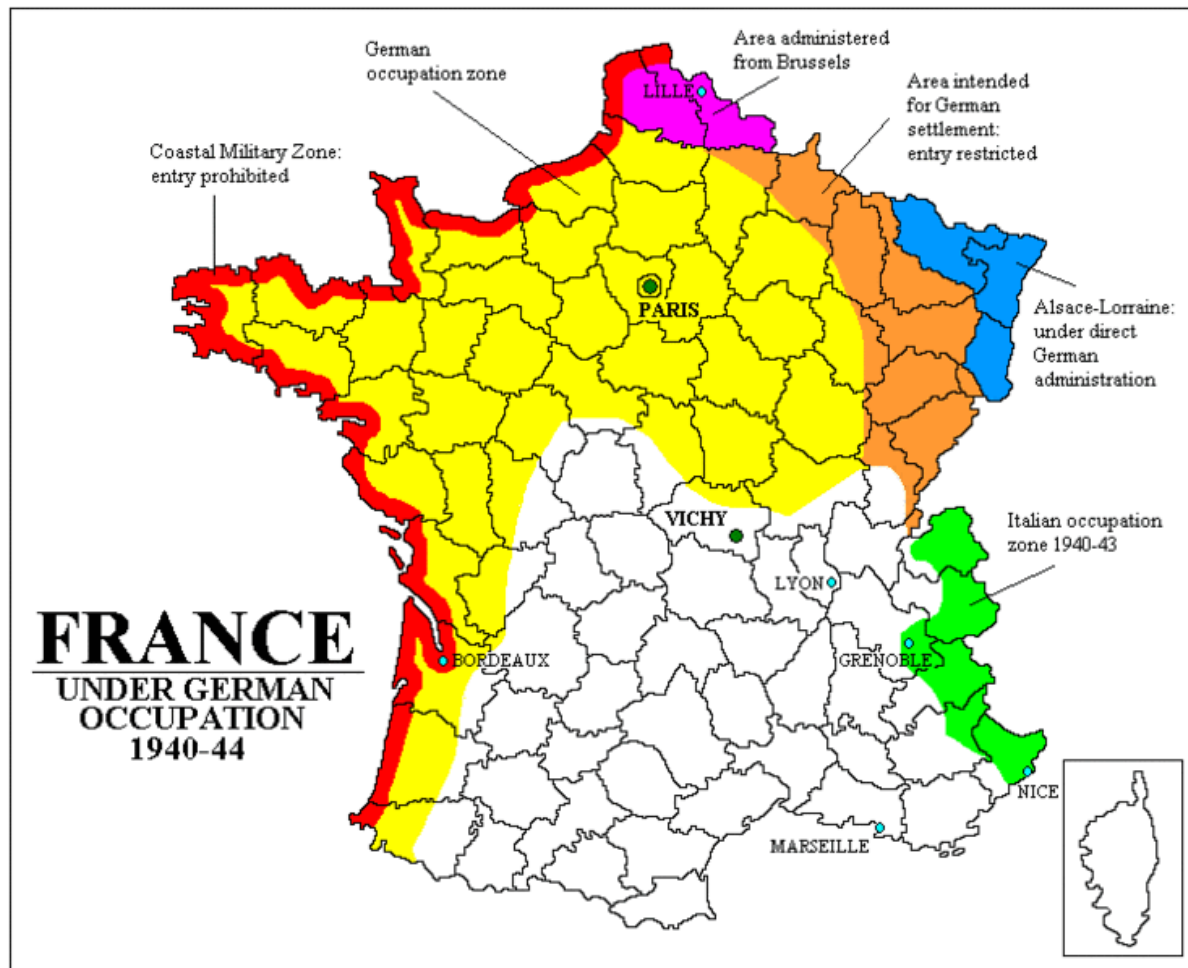 German
occupation zone
Area administered
from Brussels
LILLE
Area intended
for German
settlement:
entry restricted
Coastal Military Zone:
entry prohibited
PARIS
Alsace-Lorraine:
under direct
German
administration
VICHY
Italian occupation
zone 1940-43
LYON
FRANCE
UNDER GERMAN
OCCUPATION
1940-44
BORDEAUX
GRENOBLE
NICE
MARSEILLE